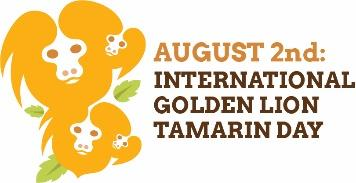 AUGUST 2nd:
INTERNATIONAL
GOLDEN LION
TAMARIN DAY